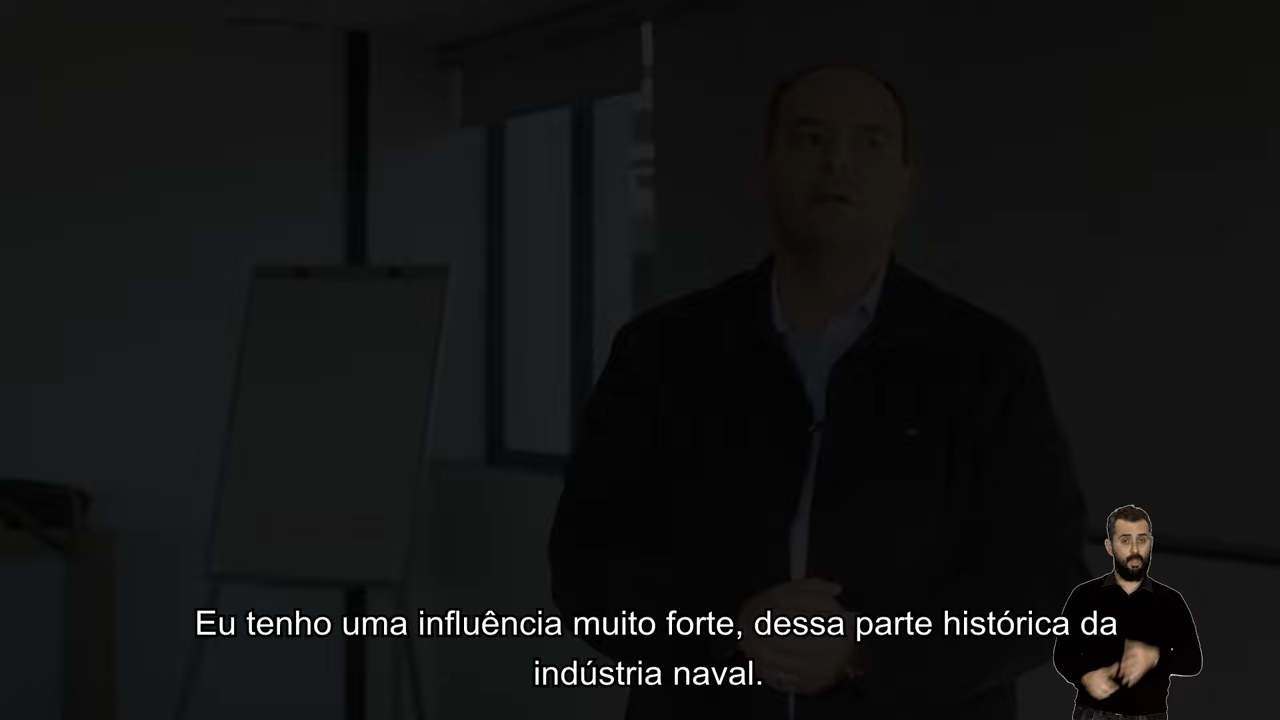 Eu tenho uma influência muito forte, dessa parte histórica da
indústria naval.